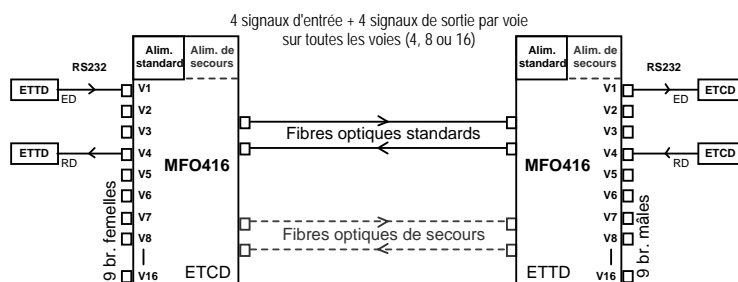 4 signaux d'entrée + 4 signaux de sortie par voie
sur toutes les voies (4, 8 ou 16)
Alim. standard
Alim. de secours
Alim. standard
Alim. de secours
RS232
RS232
ETTD
ED
V1
V1
ED
ETCD
V2
V2
V3
V3
Fibres optiques standards
ETTD
RD
V4
V4
RD
ETCD
MFO416
MFO416
V5
V5
V6
V6
V7
V7
Fibres optiques de secours
V8
V8
9 br. femelles
9 br. mâles
V16
ETCD
ETTD
V16